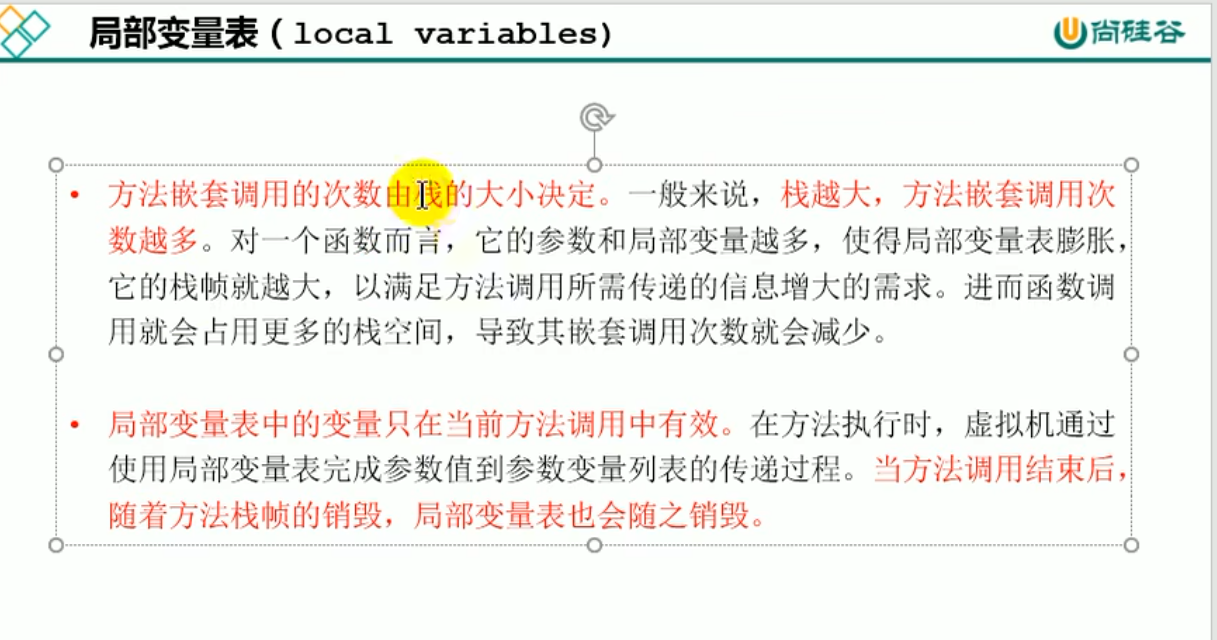 局部变量表（local variables）
尚硅谷
• 方法嵌套调用的次数由栈的大小决定。一般来说，栈越大，方法嵌套调用次
数越多。对一个函数而言，它的参数和局部变量越多，使得局部变量表膨胀，
它的栈帧就越大，以满足方法调用所需传递的信息增大的需求。进而函数调
用就会占用更多的栈空间，导致其嵌套调用次数就会减少。
• 局部变量表中的变量只在当前方法调用中有效。在方法执行时，虚拟机通过
使用局部变量表完成参数值到参数变量列表的传递过程。当方法调用结束后，
随着方法栈帧的销毁，局部变量表也会随之销毁。